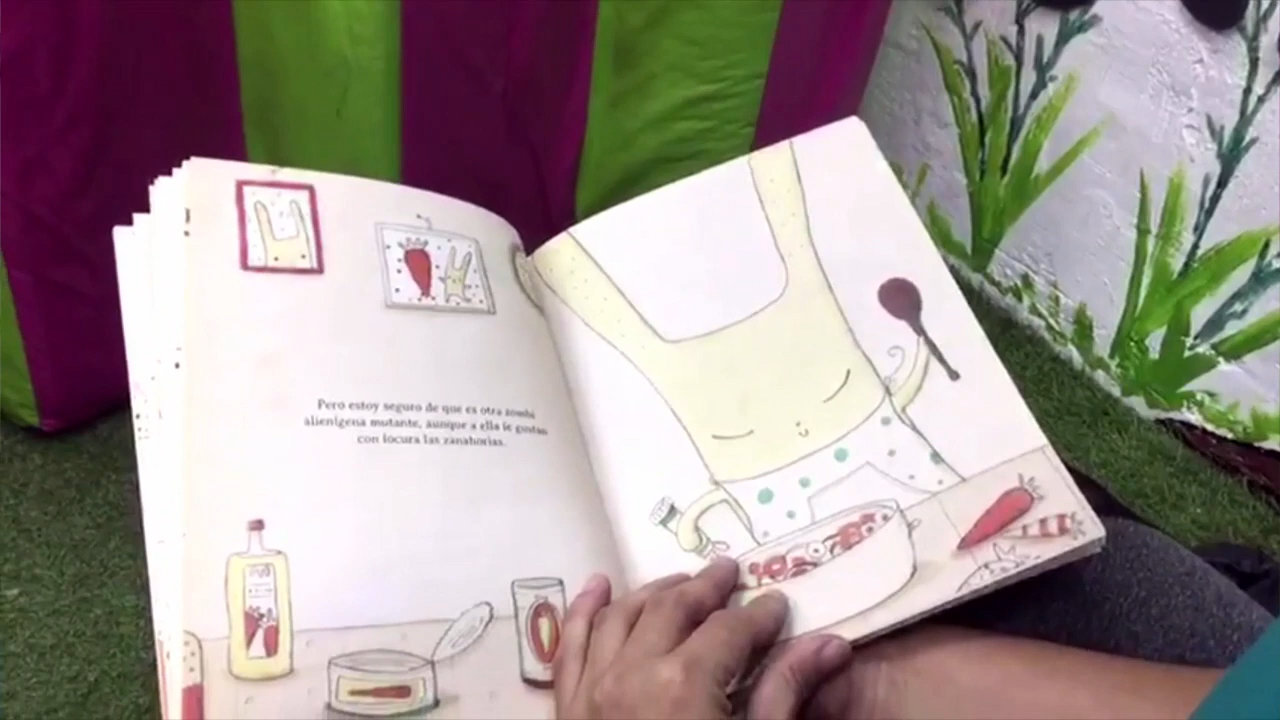 Pero estoy seguro de que es otra zombi
alienígena mutante, aunque a ella le gustan
con locura las zanahorias.